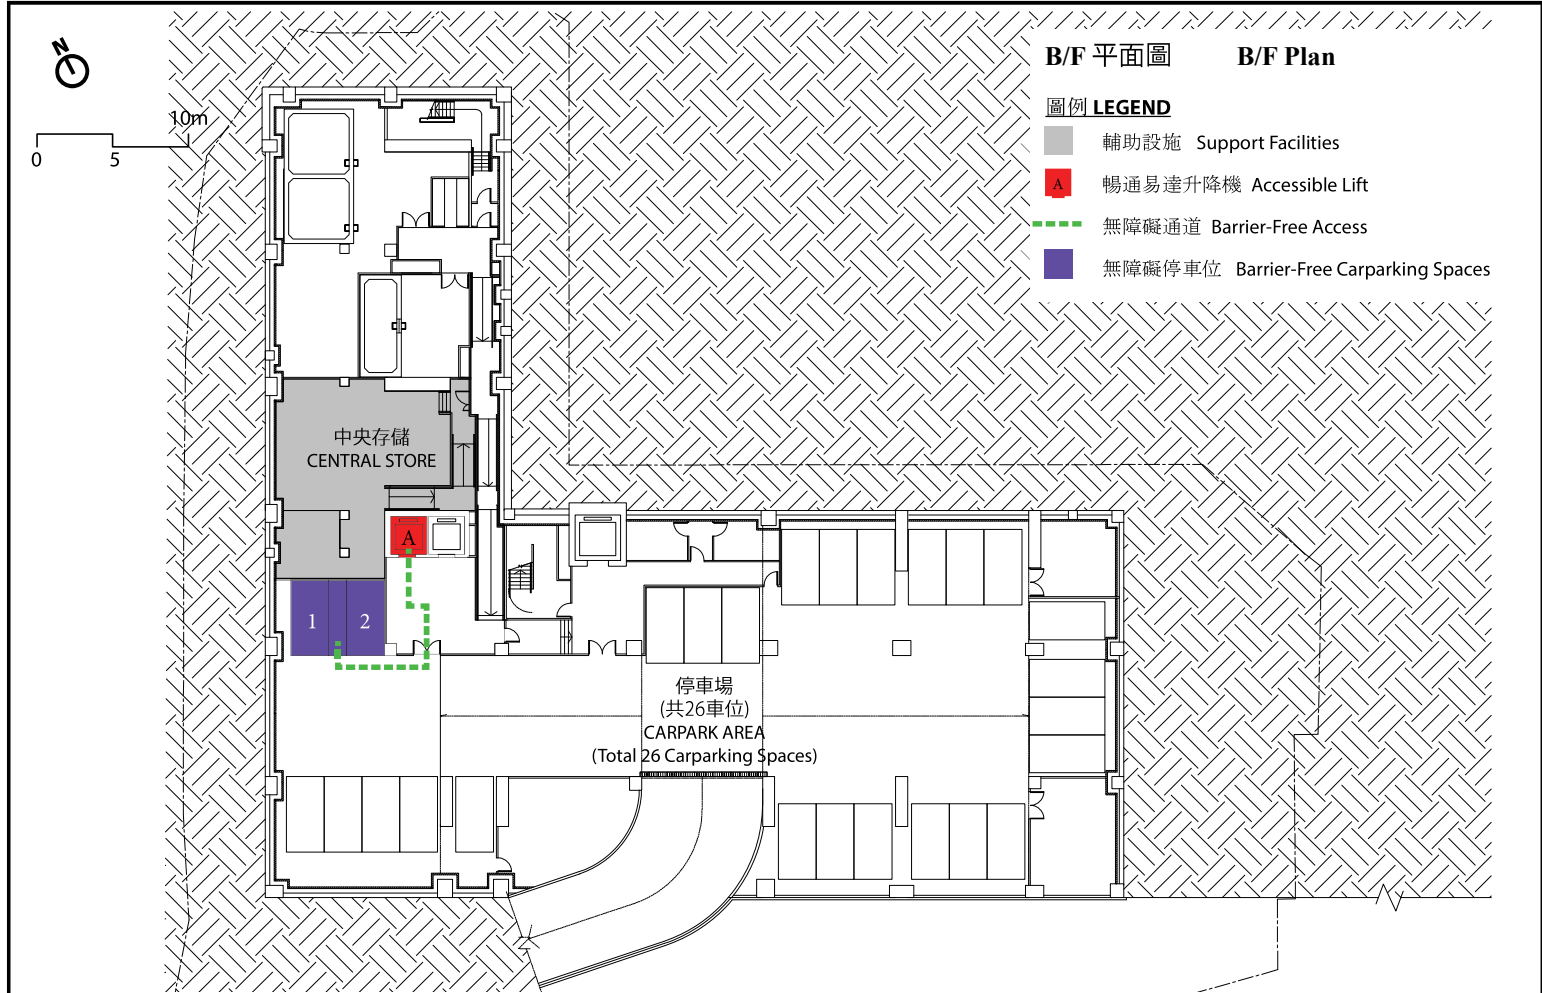 B/F 平面圖 B/F Plan
圖例 LEGEND
輔助設施 Support Facilities
A 暢通易達升降機 Accessible Lift
無障礙通道 Barrier-Free Access
無障礙停車位 Barrier-Free Carparking Spaces
N
10m
0 5
中央存儲
CENTRAL STORE
A
1 2
停車場
(共26車位)
CARPARK AREA
(Total 26 Carparking Spaces)